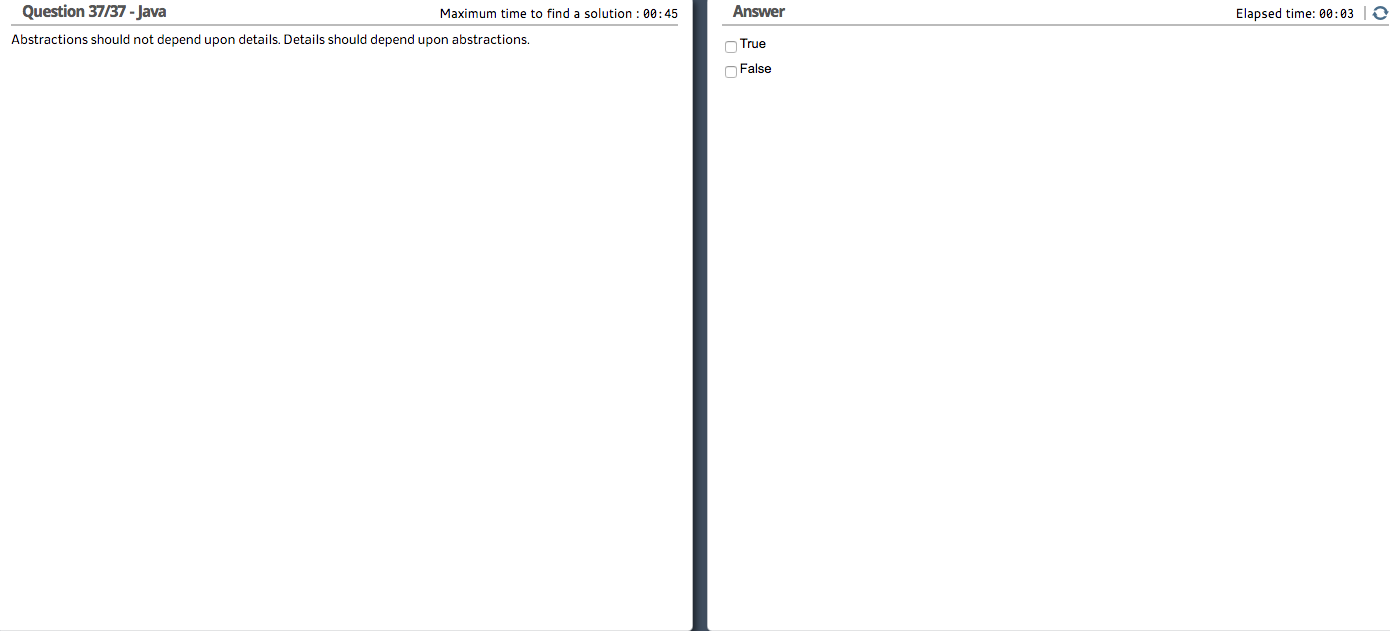 Question 37/37 - Java
Maximum time to find a solution : 00:45
Abstractions should not depend upon details. Details should depend upon abstractions.
Answer
Elapsed time: 00:03
True
False